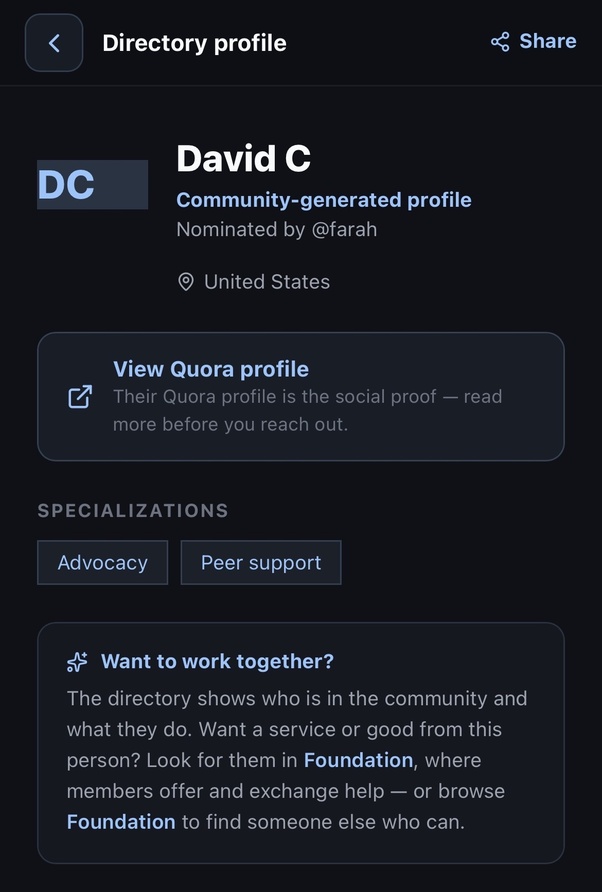 Directory profile
Share
DC
David C
Community-generated profile
Nominated by @farah
United States
View Quora profile
Their Quora profile is the social proof — read
more before you reach out.
SPECIALIZATIONS
Advocacy
Peer support
Want to work together?
The directory shows who is in the community and
what they do. Want a service or good from this
person? Look for them in Foundation, where
members offer and exchange help — or browse
Foundation to find someone else who can.